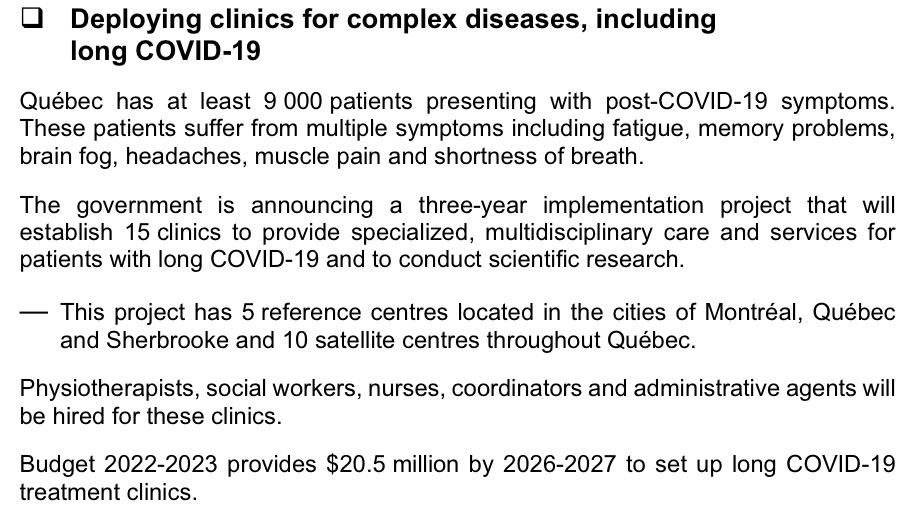 ❑ Deploying clinics for complex diseases, including
long COVID-19
Québec has at least 9 000 patients presenting with post-COVID-19 symptoms.
These patients suffer from multiple symptoms including fatigue, memory problems,
brain fog, headaches, muscle pain and shortness of breath.
The government is announcing a three-year implementation project that will
establish 15 clinics to provide specialized, multidisciplinary care and services for
patients with long COVID-19 and to conduct scientific research.
— This project has 5 reference centres located in the cities of Montréal, Québec
and Sherbrooke and 10 satellite centres throughout Québec.
Physiotherapists, social workers, nurses, coordinators and administrative agents will
be hired for these clinics.
Budget 2022-2023 provides $20.5 million by 2026-2027 to set up long COVID-19
treatment clinics.